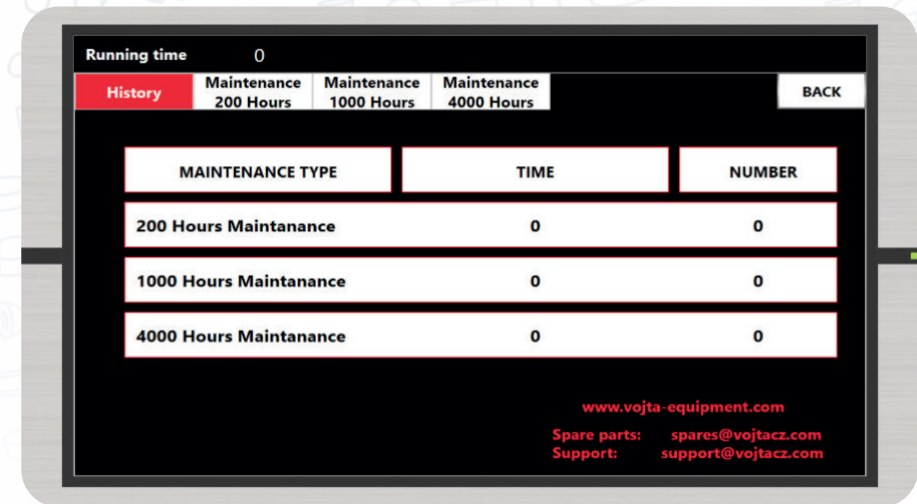 Running time 0
History
Maintenance
200 Hours
Maintenance
1000 Hours
Maintenance
4000 Hours
BACK
MAINTENANCE TYPE TIME NUMBER
200 Hours Maintanance 0 0
1000 Hours Maintanance 0 0
4000 Hours Maintanance 0 0
www.vojta-equipment.com
Spare parts: spares@vojtacz.com
Support: support@vojtacz.com